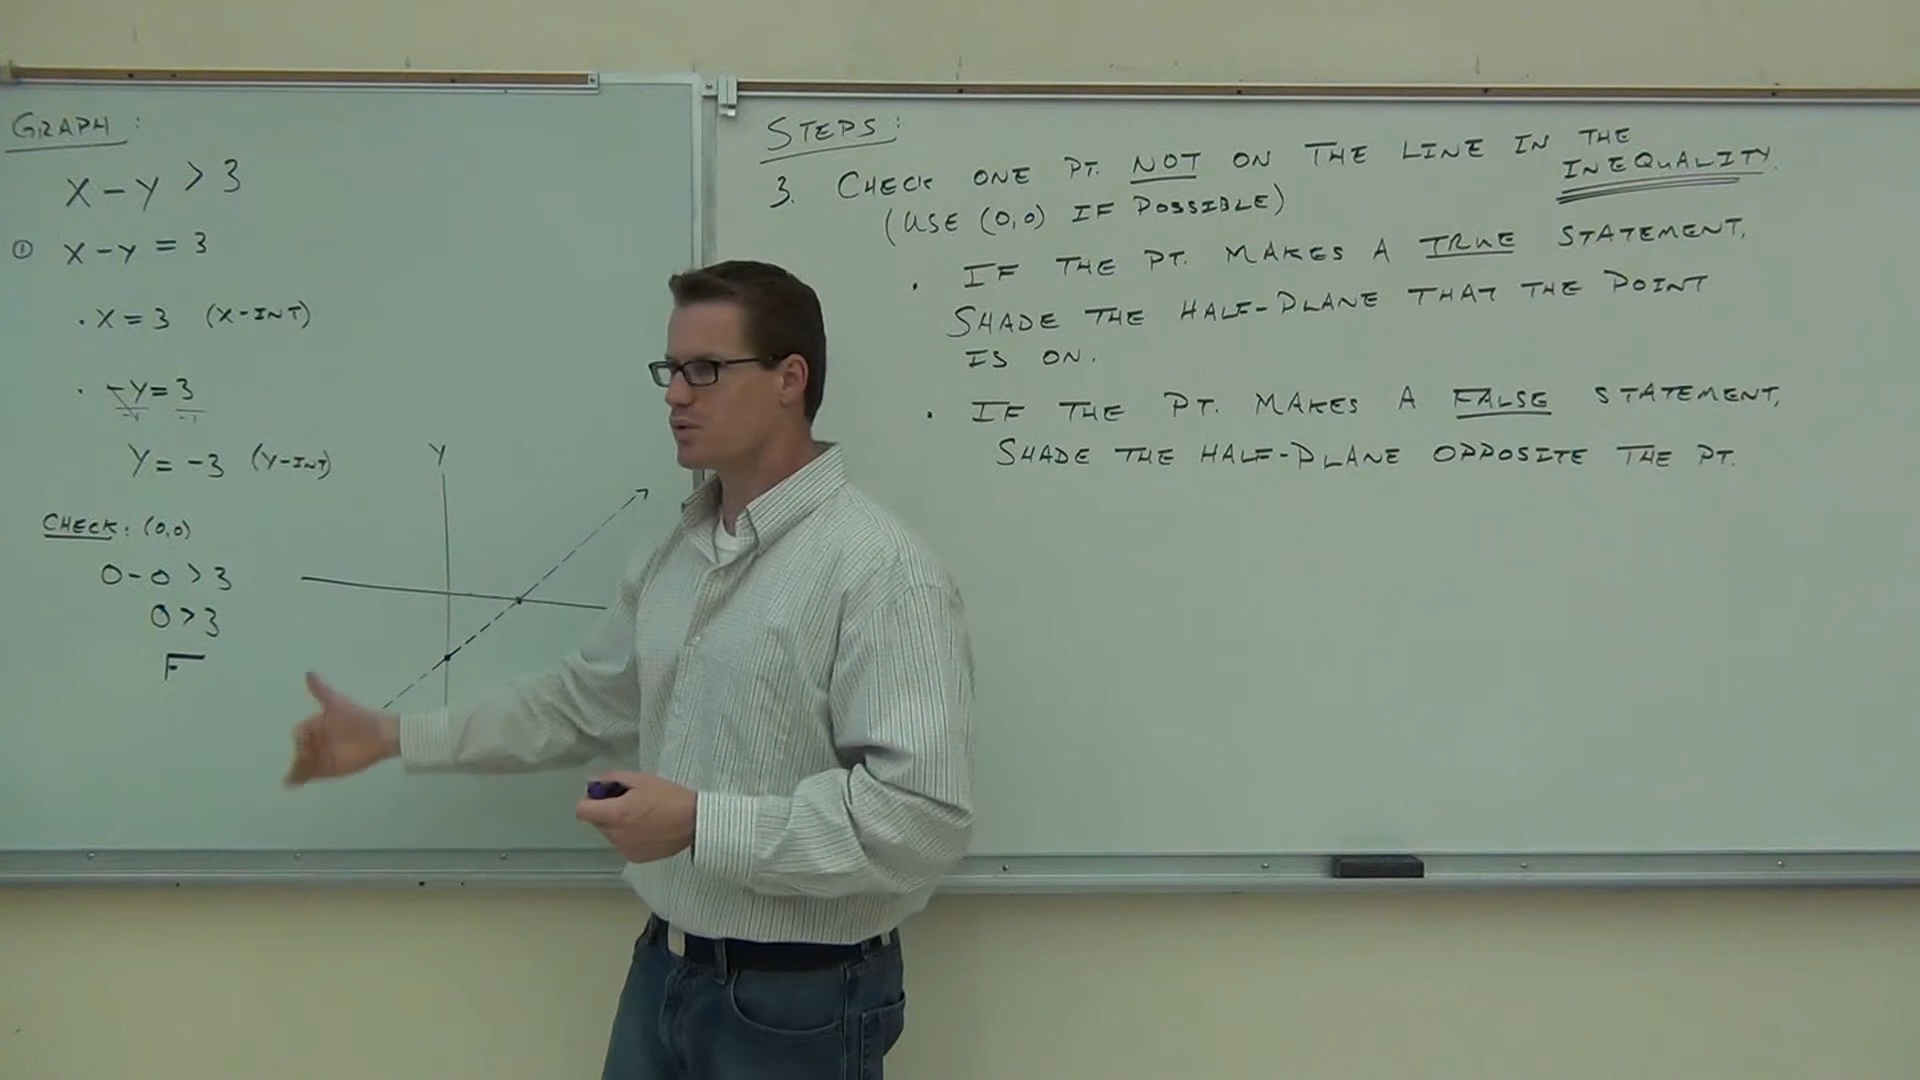 GRAPH:
X - Y > 3
① X - Y = 3
· X = 3 (X-INT)
· -Y = 3
-1 -1
Y = -3 (Y-INT)
CHECK: (0,0)
0 - 0 > 3
0 > 3
F
Y
STEPS:
3. CHECK ONE PT. NOT ON THE LINE IN THE
INEQUALITY.
(USE (0,0) IF POSSIBLE)
· IF THE PT. MAKES A TRUE STATEMENT,
SHADE THE HALF-PLANE THAT THE POINT
IS ON.
· IF THE PT. MAKES A FALSE STATEMENT,
SHADE THE HALF-PLANE OPPOSITE THE PT.